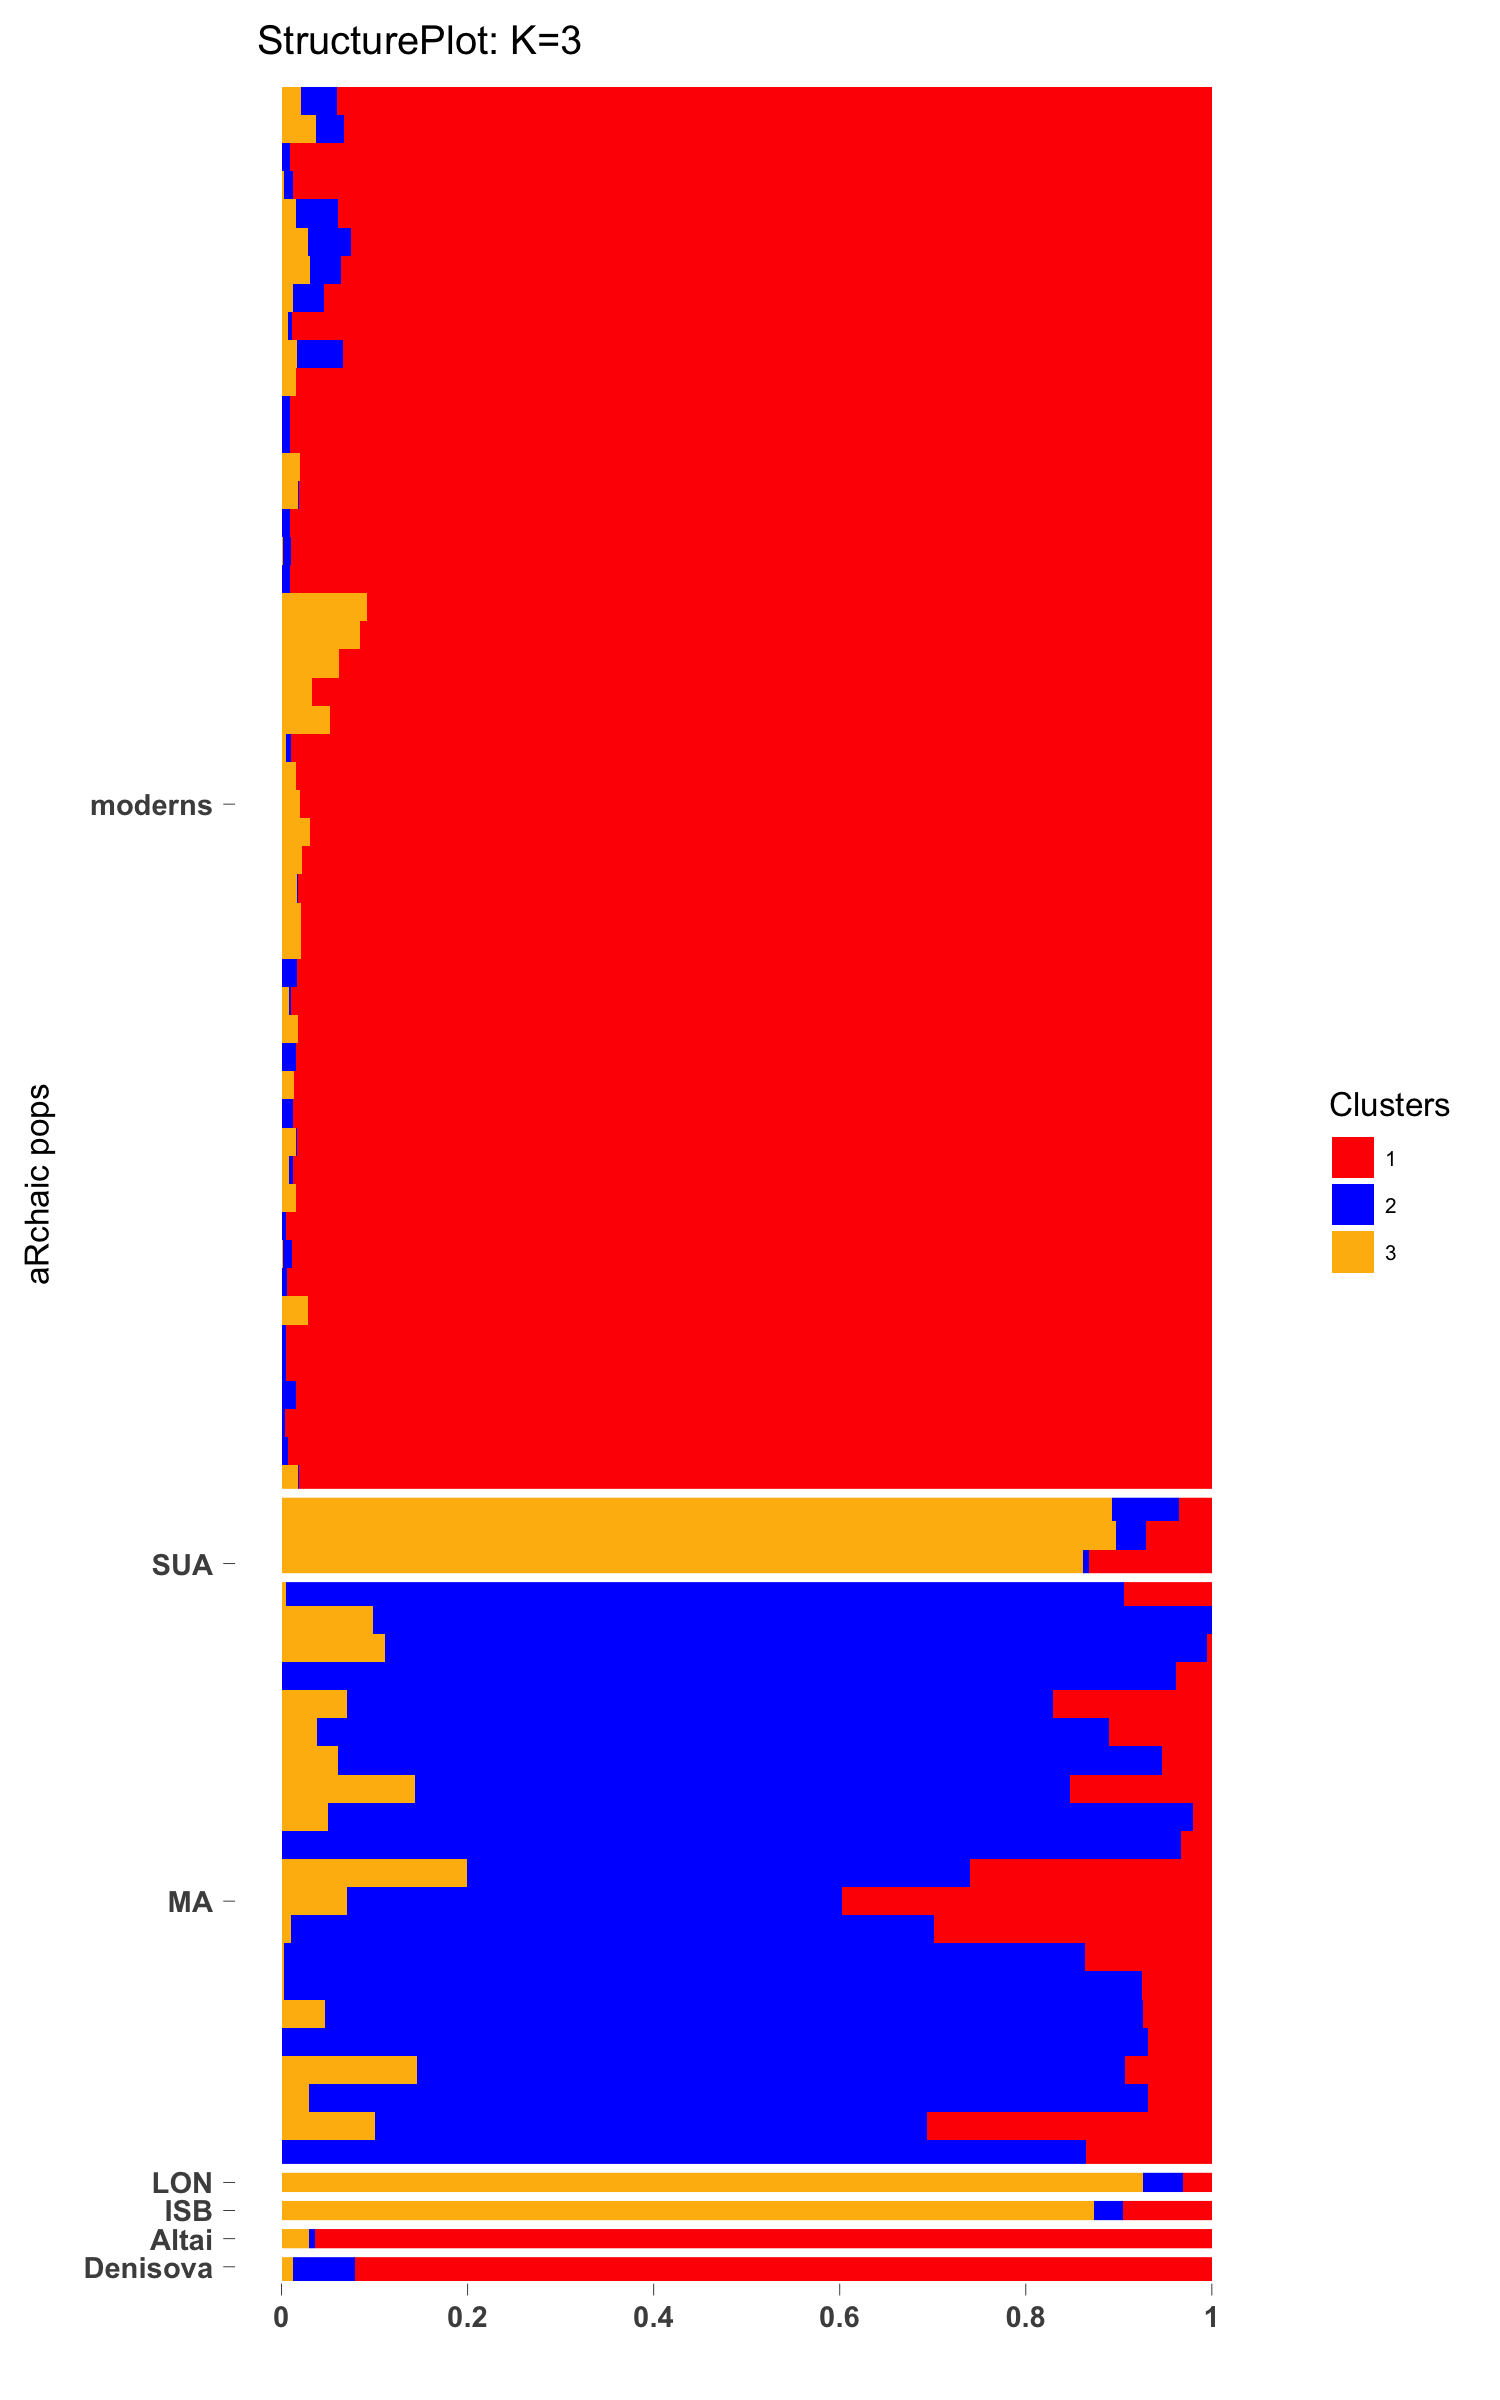 StructurePlot: K=3
moderns
SUA
MA
LON
ISB
Altai
Denisova
aRchaic pops
0 0.2 0.4 0.6 0.8 1
Clusters
1
2
3